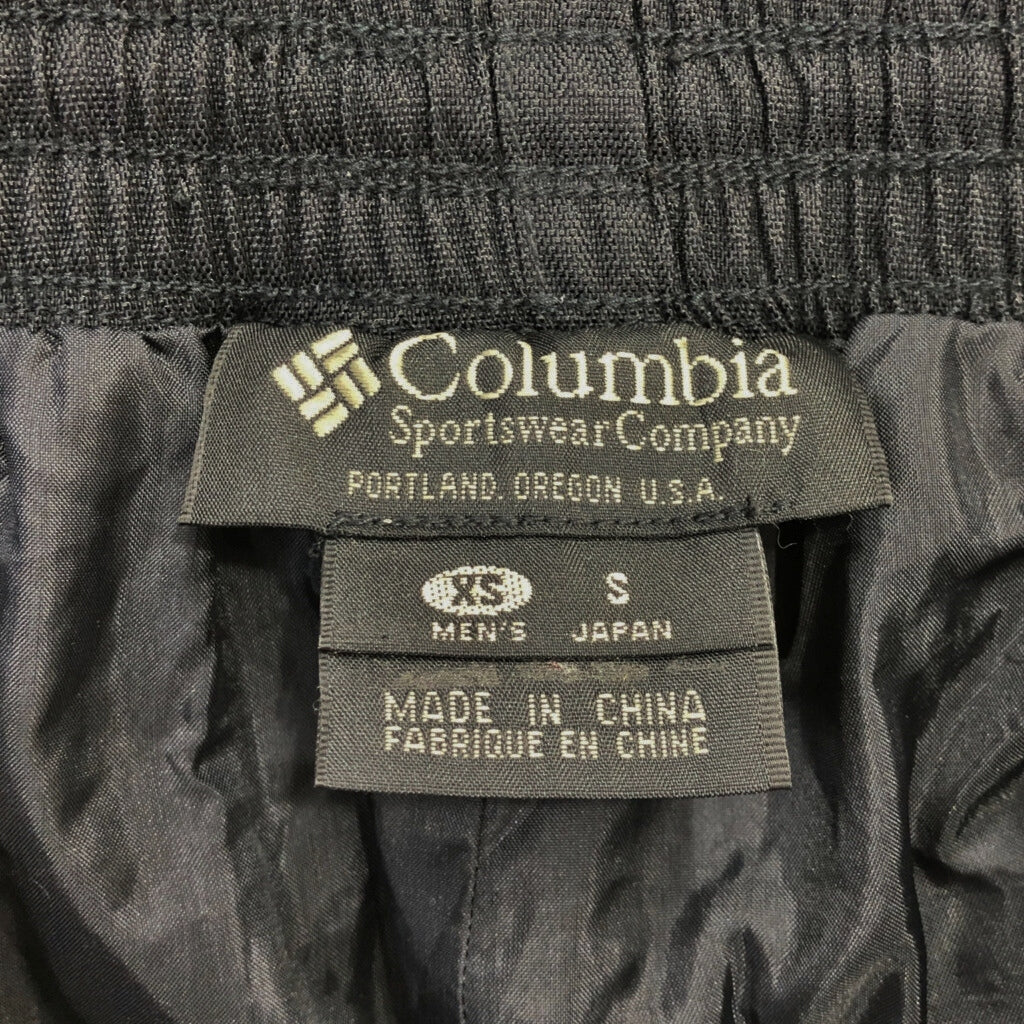 Columbia
Sportswear Company
PORTLAND. OREGON U.S.A.
XS S
MEN'S JAPAN
MADE IN CHINA
FABRIQUE EN CHINE